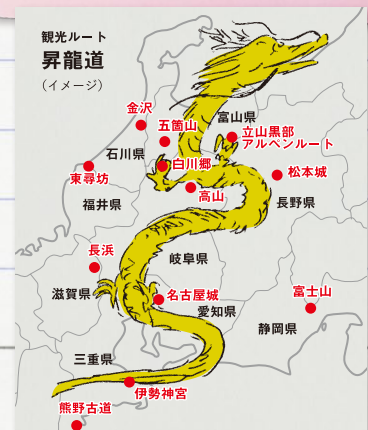 観光ルート
昇龍道
（イメージ）
金沢
五箇山
富山県
立山黒部
アルペンルート
石川県
白川郷
東尋坊
松本城
高山
福井県
長野県
長浜
岐阜県
滋賀県
名古屋城
富士山
愛知県
静岡県
三重県
伊勢神宮
熊野古道